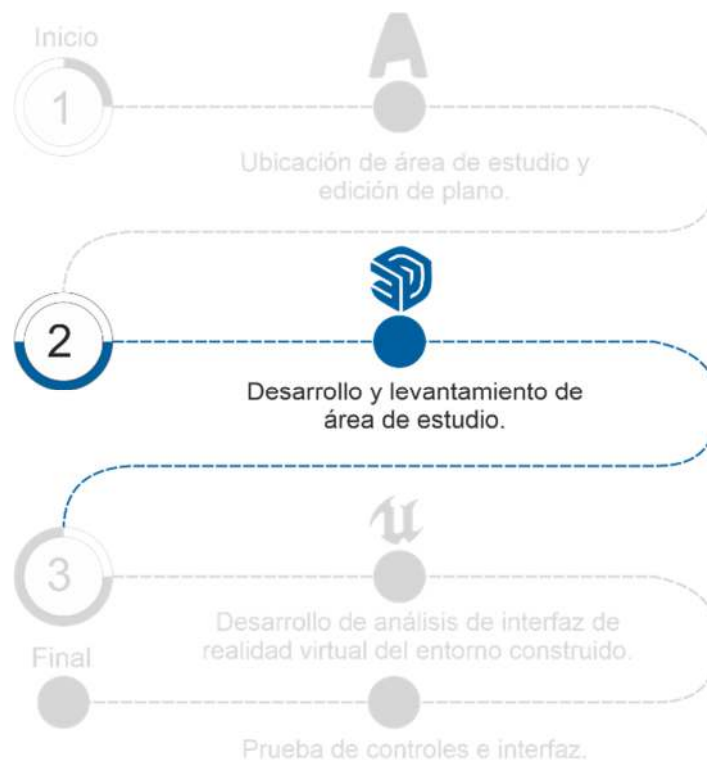 Inicio
1
Ubicación de área de estudio y
edición de plano.
2
Desarrollo y levantamiento de
área de estudio.
3
Desarrollo de análisis de interfaz de
realidad virtual del entorno construido.
Final
Prueba de controles e interfaz.